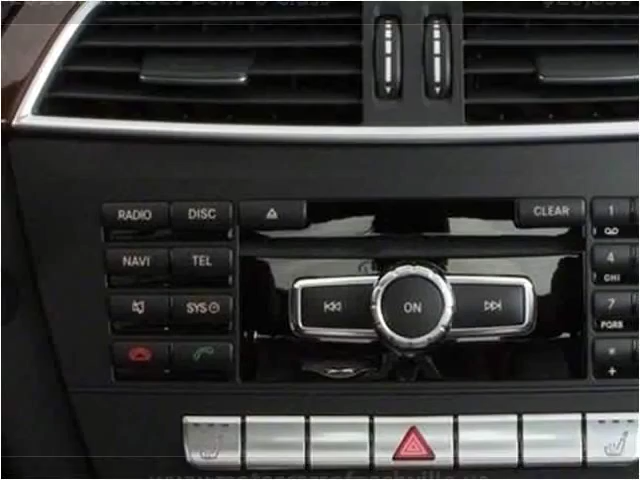 RADIO DISC CLEAR 1
NAVI TEL 4
GHI
SYS ON 7
PQRS
*
+